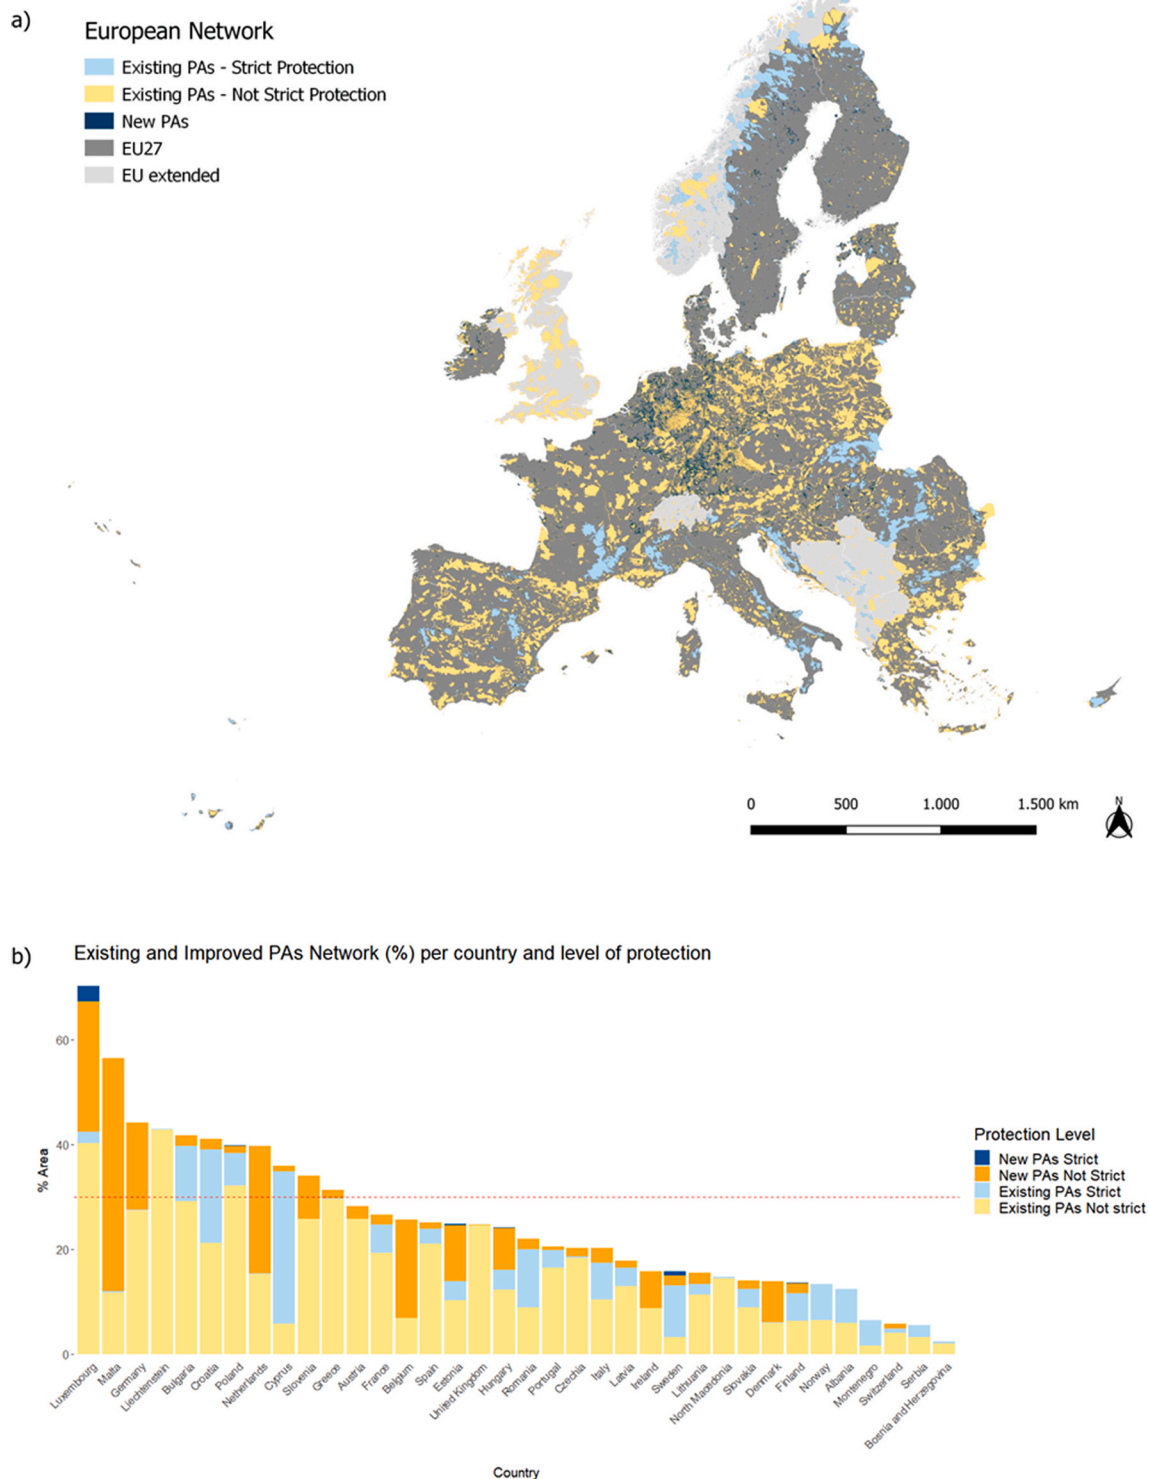 a)
European Network
Existing PAs - Strict Protection
Existing PAs - Not Strict Protection
New PAs
EU27
EU extended
0 500 1.000 1.500 km
N
b)
Existing and Improved PAs Network (%) per country and level of protection
% Area
60
40
20
0
Protection Level
New PAs Strict
New PAs Not Strict
Existing PAs Strict
Existing PAs Not strict
Luxembourg
Malta
Germany
Liechtenstein
Bulgaria
Croatia
Poland
Netherlands
Cyprus
Slovenia
Greece
Austria
France
Belgium
Spain
Estonia
United Kingdom
Hungary
Romania
Portugal
Czechia
Italy
Latvia
Ireland
Sweden
Lithuania
North Macedonia
Slovakia
Denmark
Finland
Norway
Albania
Montenegro
Switzerland
Serbia
Bosnia and Herzegovina
Country